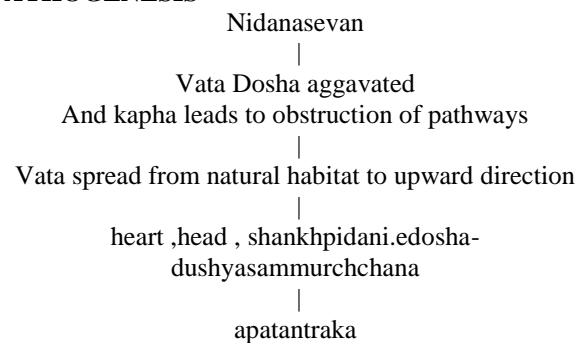 Nidanasevan
|
Vata Dosha aggavated
And kapha leads to obstruction of pathways
|
Vata spread from natural habitat to upward direction
|
heart ,head , shankhpidani.edosha-
dushyasammurchchana
|
apatantraka